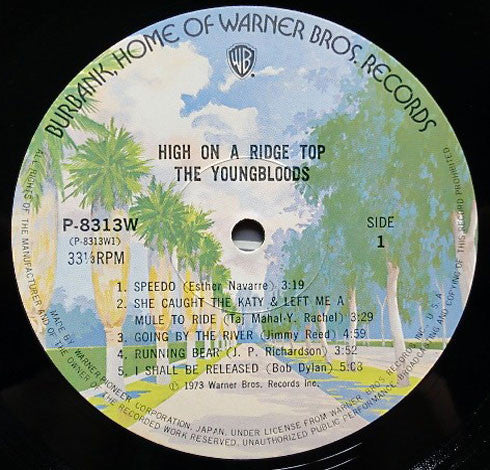 BURBANK, HOME OF WARNER BROS. RECORDS
WB
HIGH ON A RIDGE TOP
THE YOUNGBLOODS
P-8313W
(P-8313W1)
33⅓RPM
SIDE
1
1. SPEEDO (Esther Navarre) 3:19
2. SHE CAUGHT THE KATY & LEFT ME A
MULE TO RIDE (Taj Mahal-Y. Rachel) 3:29
3. GOING BY THE RIVER (Jimmy Reed) 4:59
4. RUNNING BEAR (J. P. Richardson) 3:52
5. I SHALL BE RELEASED (Bob Dylan) 5:03
Ⓟ 1973 Warner Bros. Records Inc.
MADE BY WARNER-PIONEER CORPORATION, JAPAN, UNDER LICENSE FROM WARNER BROS. RECORDS INC., U.S.A.
ALL RIGHTS OF THE MANUFACTURER AND OF THE OWNER OF THE RECORDED WORK RESERVED. UNAUTHORIZED PUBLIC PERFORMANCE, BROADCASTING AND COPYING OF THIS RECORD PROHIBITED